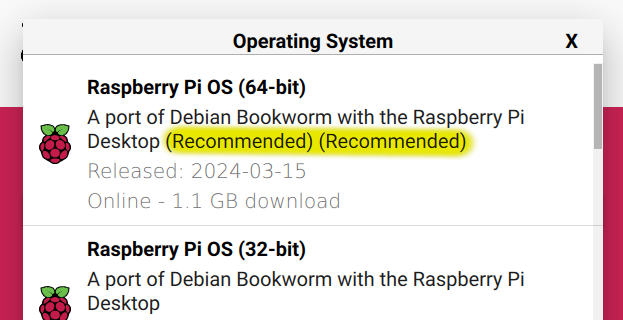 Operating System X
Raspberry Pi OS (64-bit)
A port of Debian Bookworm with the Raspberry Pi
Desktop (Recommended) (Recommended)
Released: 2024-03-15
Online - 1.1 GB download
Raspberry Pi OS (32-bit)
A port of Debian Bookworm with the Raspberry Pi
Desktop